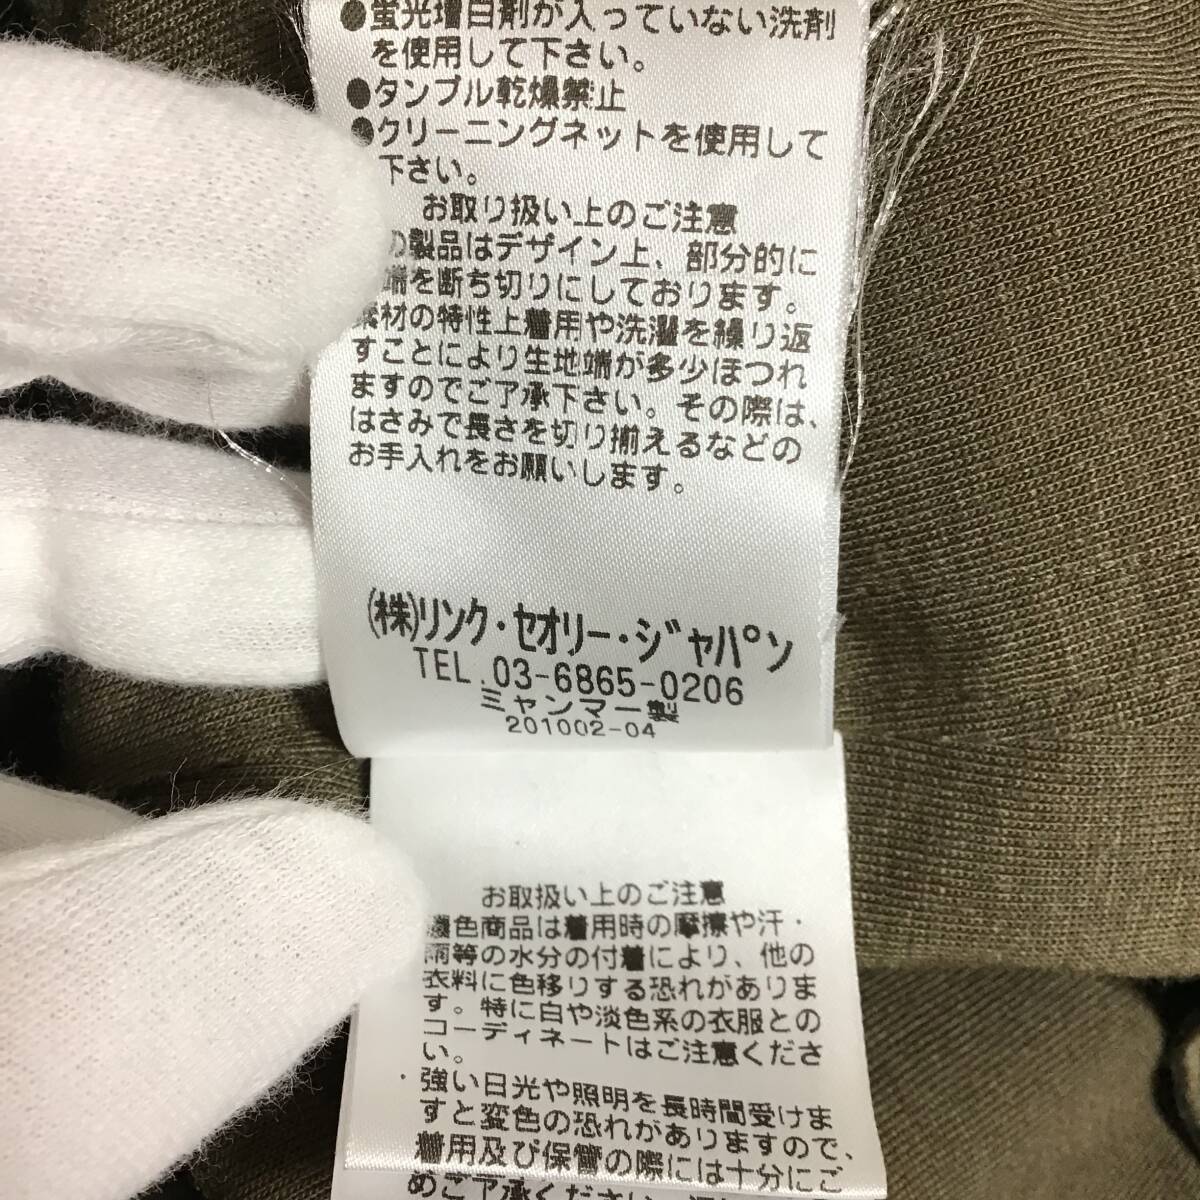 ●蛍光増白剤が入っていない洗剤
を使用して下さい。
●タンブル乾燥禁止
●クリーニングネットを使用して
下さい。
お取り扱い上のご注意
の製品はデザイン上、部分的に
端を断ち切りにしております。
素材の特性上着用や洗濯を繰り返
すことにより生地端が多少ほつれ
ますのでご了承下さい。その際は、
はさみで長さを切り揃えるなどの
お手入れをお願いします。
(株)リンク・セオリー・ジャパン
TEL.03-6865-0206
ミャンマー製
201002-04
お取扱い上のご注意
濃色商品は着用時の摩擦や汗・
雨等の水分の付着により、他の
衣料に色移りする恐れがありま
す。特に白や淡色系の衣服との
コーディネートはご注意くださ
い。
・強い日光や照明を長時間受けま
すと変色の恐れがありますので、
着用及び保管の際には十分にご
めご了承ください。